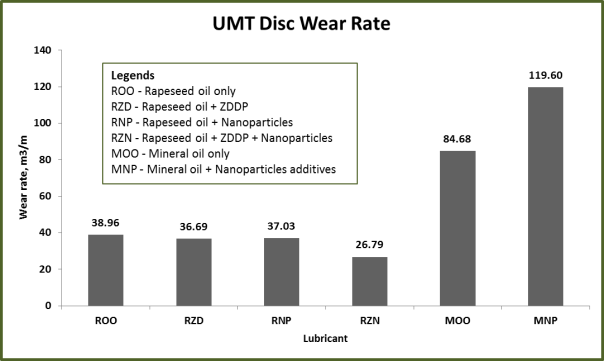 UMT Disc Wear Rate
140
120
100
80
60
40
20
0
Wear rate, m3/m
Legends
ROO - Rapeseed oil only
RZD - Rapeseed oil + ZDDP
RNP - Rapeseed oil + Nanoparticles
RZN - Rapeseed oil + ZDDP + Nanoparticles
MOO - Mineral oil only
MNP - Mineral oil + Nanoparticles additives
38.96 36.69 37.03 26.79 84.68 119.60
ROO RZD RNP RZN MOO MNP
Lubricant